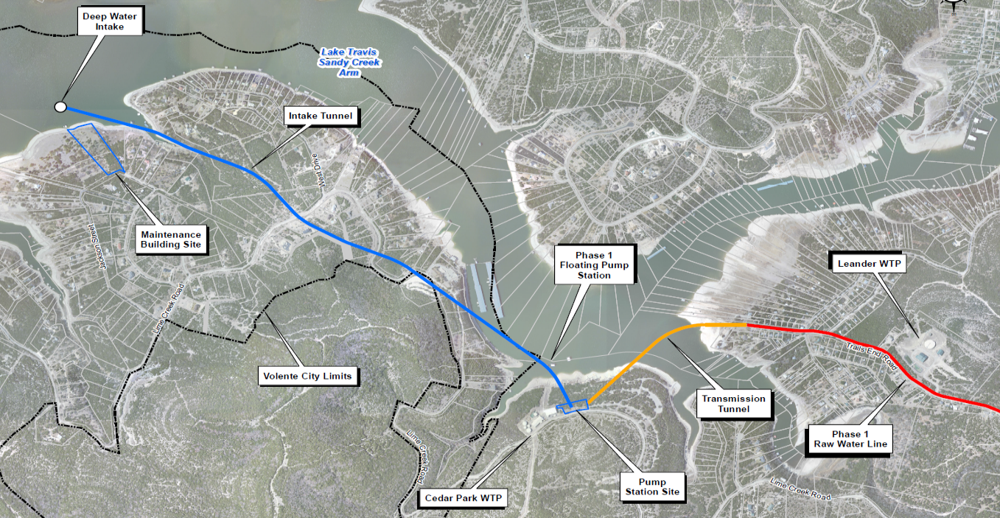 Deep Water
Intake
Lake Travis
Sandy Creek
Arm
Intake Tunnel
West Drive
Maintenance
Building Site
Jackson Street
Phase 1
Floating Pump
Station
Leander WTP
Lime Creek Road
Trails End Road
Volente City Limits
Transmission
Tunnel
Phase 1
Raw Water Line
Lime Creek Road
Cedar Park WTP
Pump
Station Site
Lime Creek Road